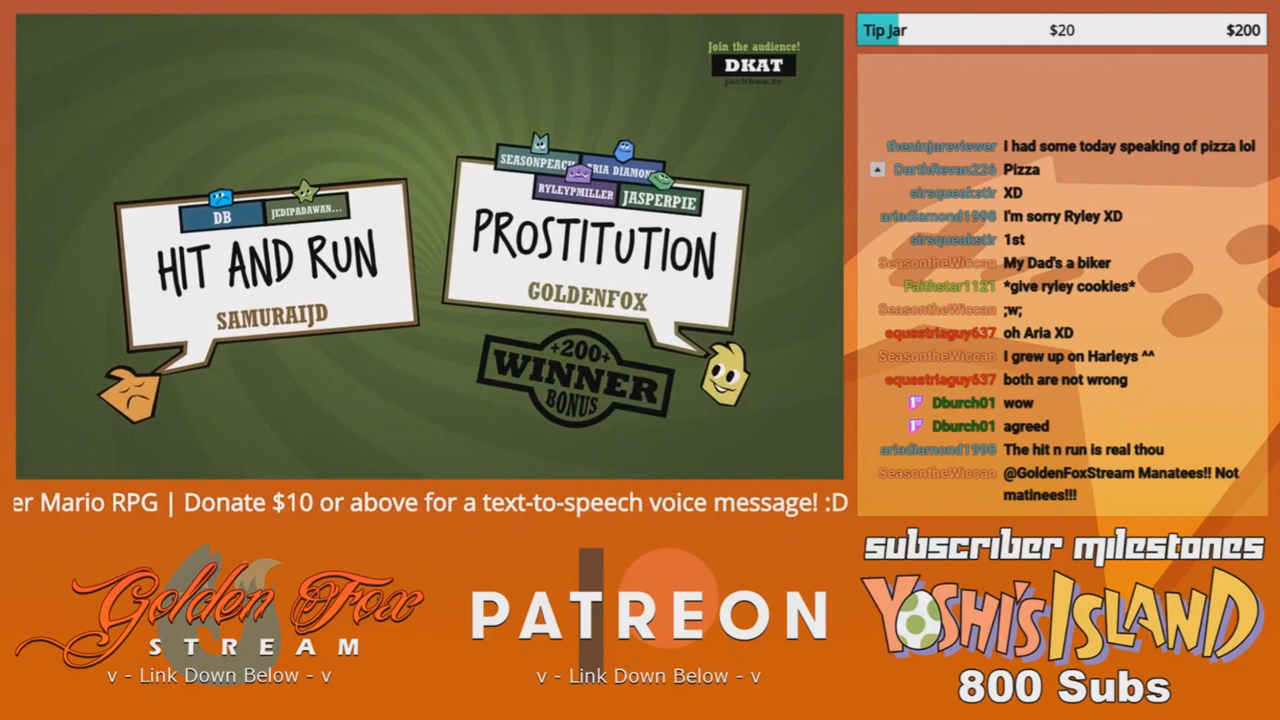 Join the audience!
DKAT
jackbox.tv
SEASONPEACH
ARIA DIAMON
RYLEYPMILLER
JASPERPIE
DB
JEDIPADAWAN...
HIT AND RUN
SAMURAIJD
PROSTITUTION
GOLDENFOX
+200+
WINNER
BONUS
er Mario RPG | Donate $10 or above for a text-to-speech voice message! :D
Golden Fox
STREAM
v - Link Down Below - v
PATREON
v - Link Down Below - v
Tip Jar $20 $200
theninjareviewer I had some today speaking of pizza lol
DarthRevan226 Pizza
sirsqueakstir XD
ariadiamond1998 I'm sorry Ryley XD
sirsqueakstir 1st
SeasontheWiccan My Dad's a biker
Faithstar1121 *give ryley cookies*
SeasontheWiccan ;w;
equestriaguy637 oh Aria XD
SeasontheWiccan I grew up on Harleys ^^
equestriaguy637 both are not wrong
1st Dburch01 wow
1st Dburch01 agreed
ariadiamond1998 The hit n run is real thou
SeasontheWiccan @GoldenFoxStream Manatees!! Not
matinees!!!
SUBSCRIBER MILESTONES
YOSHI'S ISLAND
800 Subs